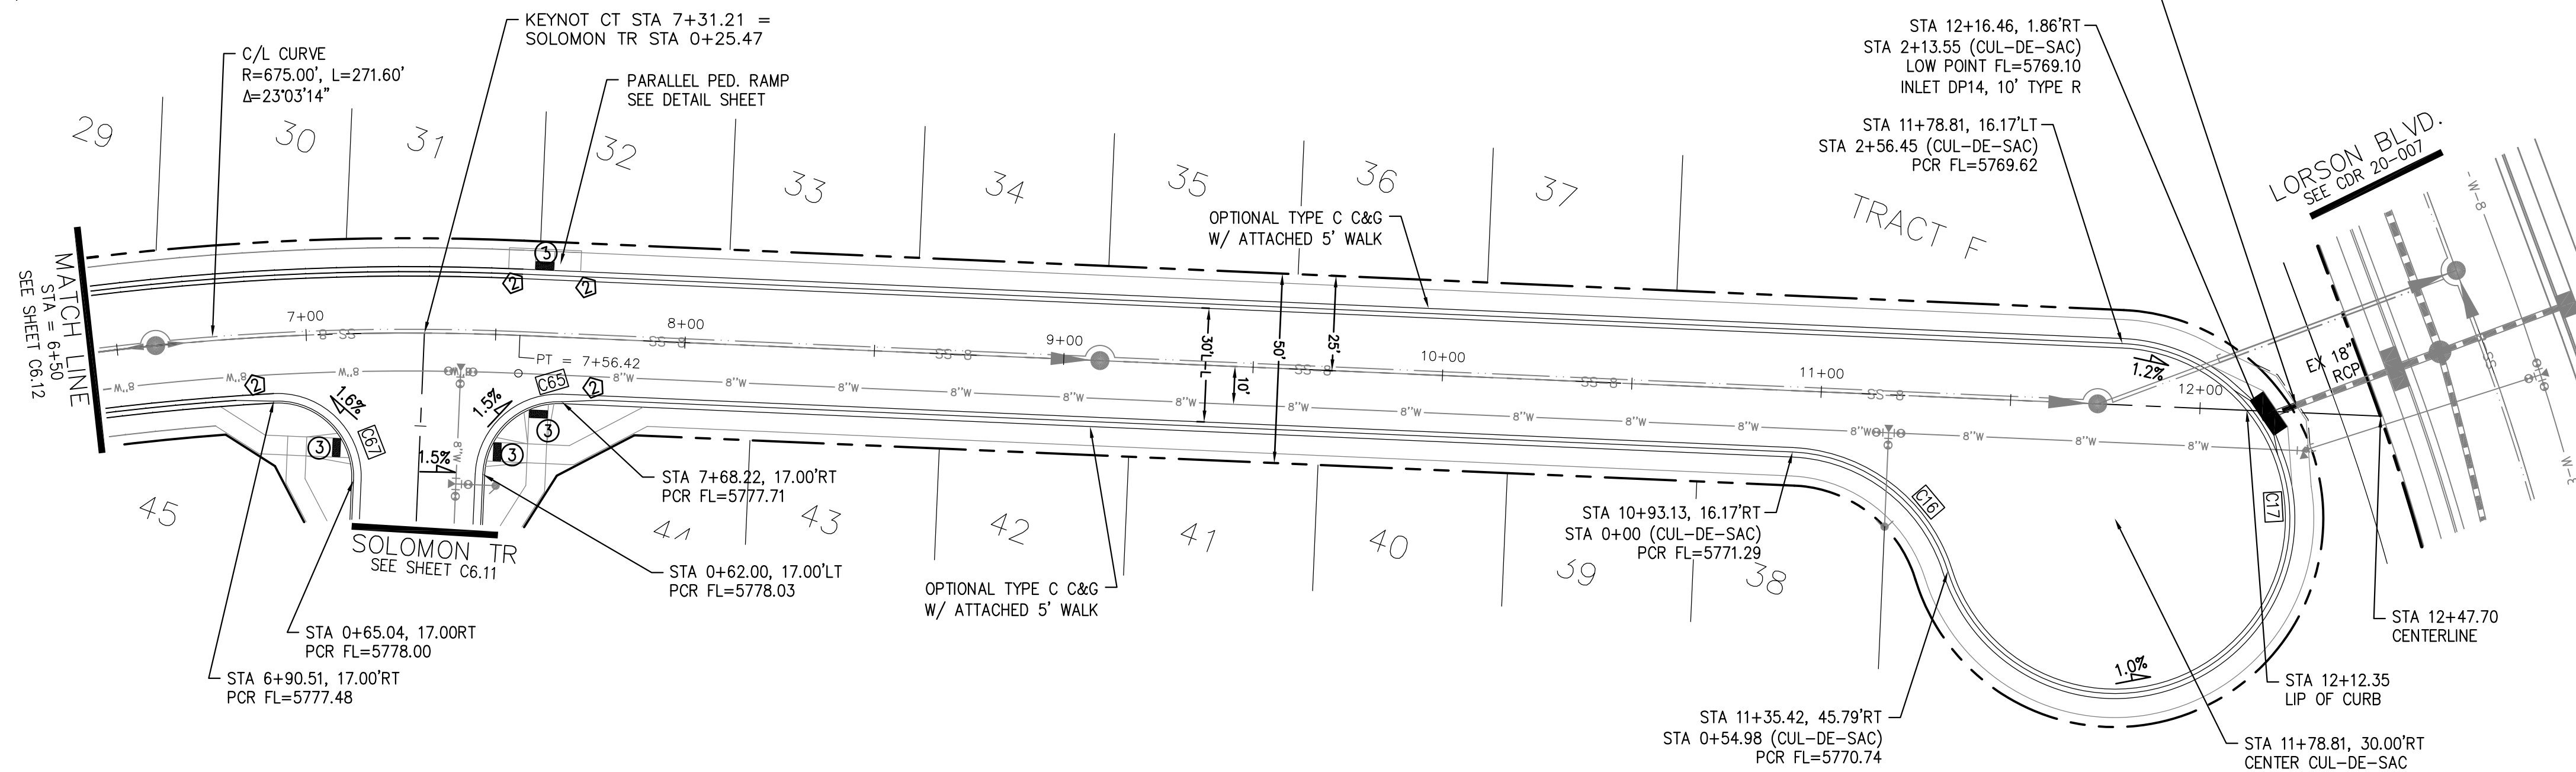 KEYNOT CT STA 7+31.21 =
SOLOMON TR STA 0+25.47
C/L CURVE
R=675.00', L=271.60'
Δ=23°03'14"
PARALLEL PED. RAMP
SEE DETAIL SHEET
STA 12+16.46, 1.86'RT
STA 2+13.55 (CUL-DE-SAC)
LOW POINT FL=5769.10
INLET DP14, 10' TYPE R
STA 11+78.81, 16.17'LT
STA 2+56.45 (CUL-DE-SAC)
PCR FL=5769.62
LORSON BLVD.
SEE CDR 20-007
29
30
31
32
33
34
35
36
37
TRACT F
OPTIONAL TYPE C C&G
W/ ATTACHED 5' WALK
MATCH LINE
STA = 6+50
SEE SHEET C6.12
3
2
2
7+00
8+00
9+00
10+00
11+00
12+00
PT = 7+56.42
30' L-L
50'
25'
10'
EX 18"
RCP
1.2%
2
1.6%
C67
1.5%
C65
2
3
3
3
1.5%
8"W
SS
W-8
C16
C17
1.0%
45
SOLOMON TR
SEE SHEET C6.11
43
42
41
40
39
38
STA 7+68.22, 17.00'RT
PCR FL=5777.71
STA 0+62.00, 17.00'LT
PCR FL=5778.03
STA 0+65.04, 17.00RT
PCR FL=5778.00
STA 6+90.51, 17.00'RT
PCR FL=5777.48
OPTIONAL TYPE C C&G
W/ ATTACHED 5' WALK
STA 10+93.13, 16.17'RT
STA 0+00 (CUL-DE-SAC)
PCR FL=5771.29
STA 11+35.42, 45.79'RT
STA 0+54.98 (CUL-DE-SAC)
PCR FL=5770.74
STA 12+47.70
CENTERLINE
STA 12+12.35
LIP OF CURB
STA 11+78.81, 30.00'RT
CENTER CUL-DE-SAC